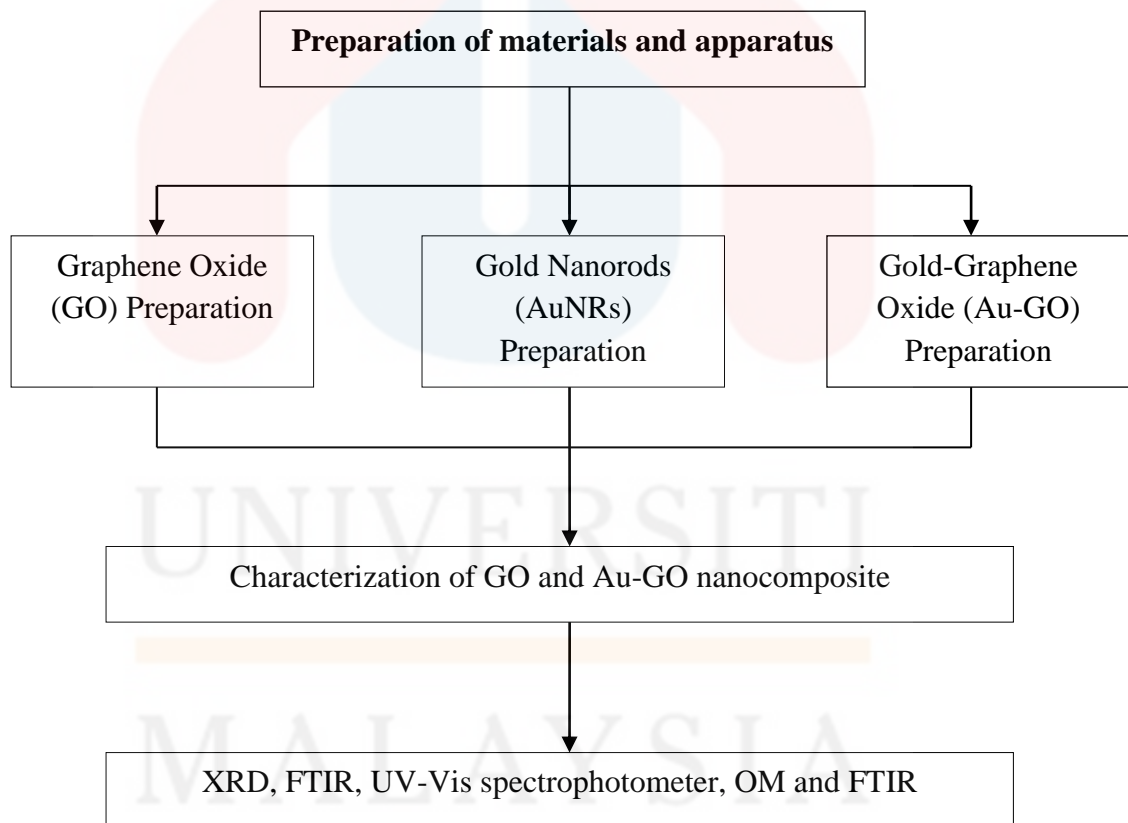 Preparation of materials and apparatus
Graphene Oxide
(GO) Preparation
Gold Nanorods
(AuNRs)
Preparation
Gold-Graphene
Oxide (Au-GO)
Preparation
UNIVERSITI
Characterization of GO and Au-GO nanocomposite
MALAYSIA
XRD, FTIR, UV-Vis spectrophotometer, OM and FTIR